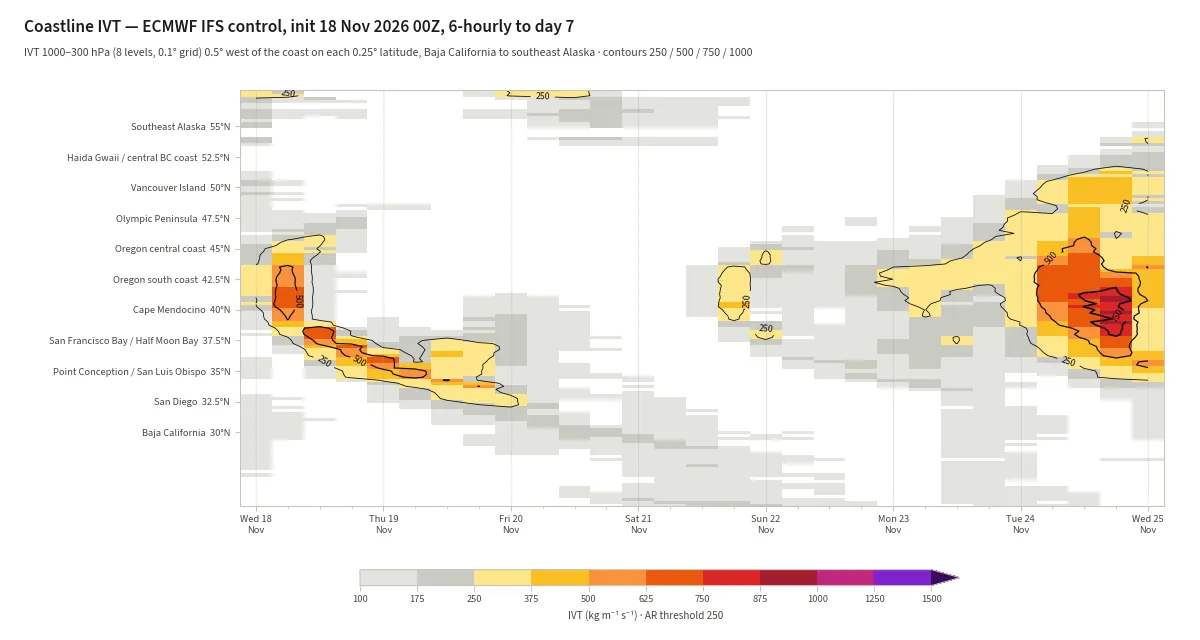 Coastline IVT — ECMWF IFS control, init 18 Nov 2026 00Z, 6-hourly to day 7
IVT 1000–300 hPa (8 levels, 0.1° grid) 0.5° west of the coast on each 0.25° latitude, Baja California to southeast Alaska · contours 250 / 500 / 750 / 1000
250
250
Southeast Alaska 55°N
Haida Gwaii / central BC coast 52.5°N
Vancouver Island 50°N
250
Olympic Peninsula 47.5°N
Oregon central coast 45°N
500
Oregon south coast 42.5°N
500
250
Cape Mendocino 40°N
250
San Francisco Bay / Half Moon Bay 37.5°N
250
500
250
Point Conception / San Luis Obispo 35°N
San Diego 32.5°N
Baja California 30°N
Wed 18 Nov
Thu 19 Nov
Fri 20 Nov
Sat 21 Nov
Sun 22 Nov
Mon 23 Nov
Tue 24 Nov
Wed 25 Nov
100 175 250 375 500 625 750 875 1000 1250 1500
IVT (kg m⁻¹ s⁻¹) · AR threshold 250